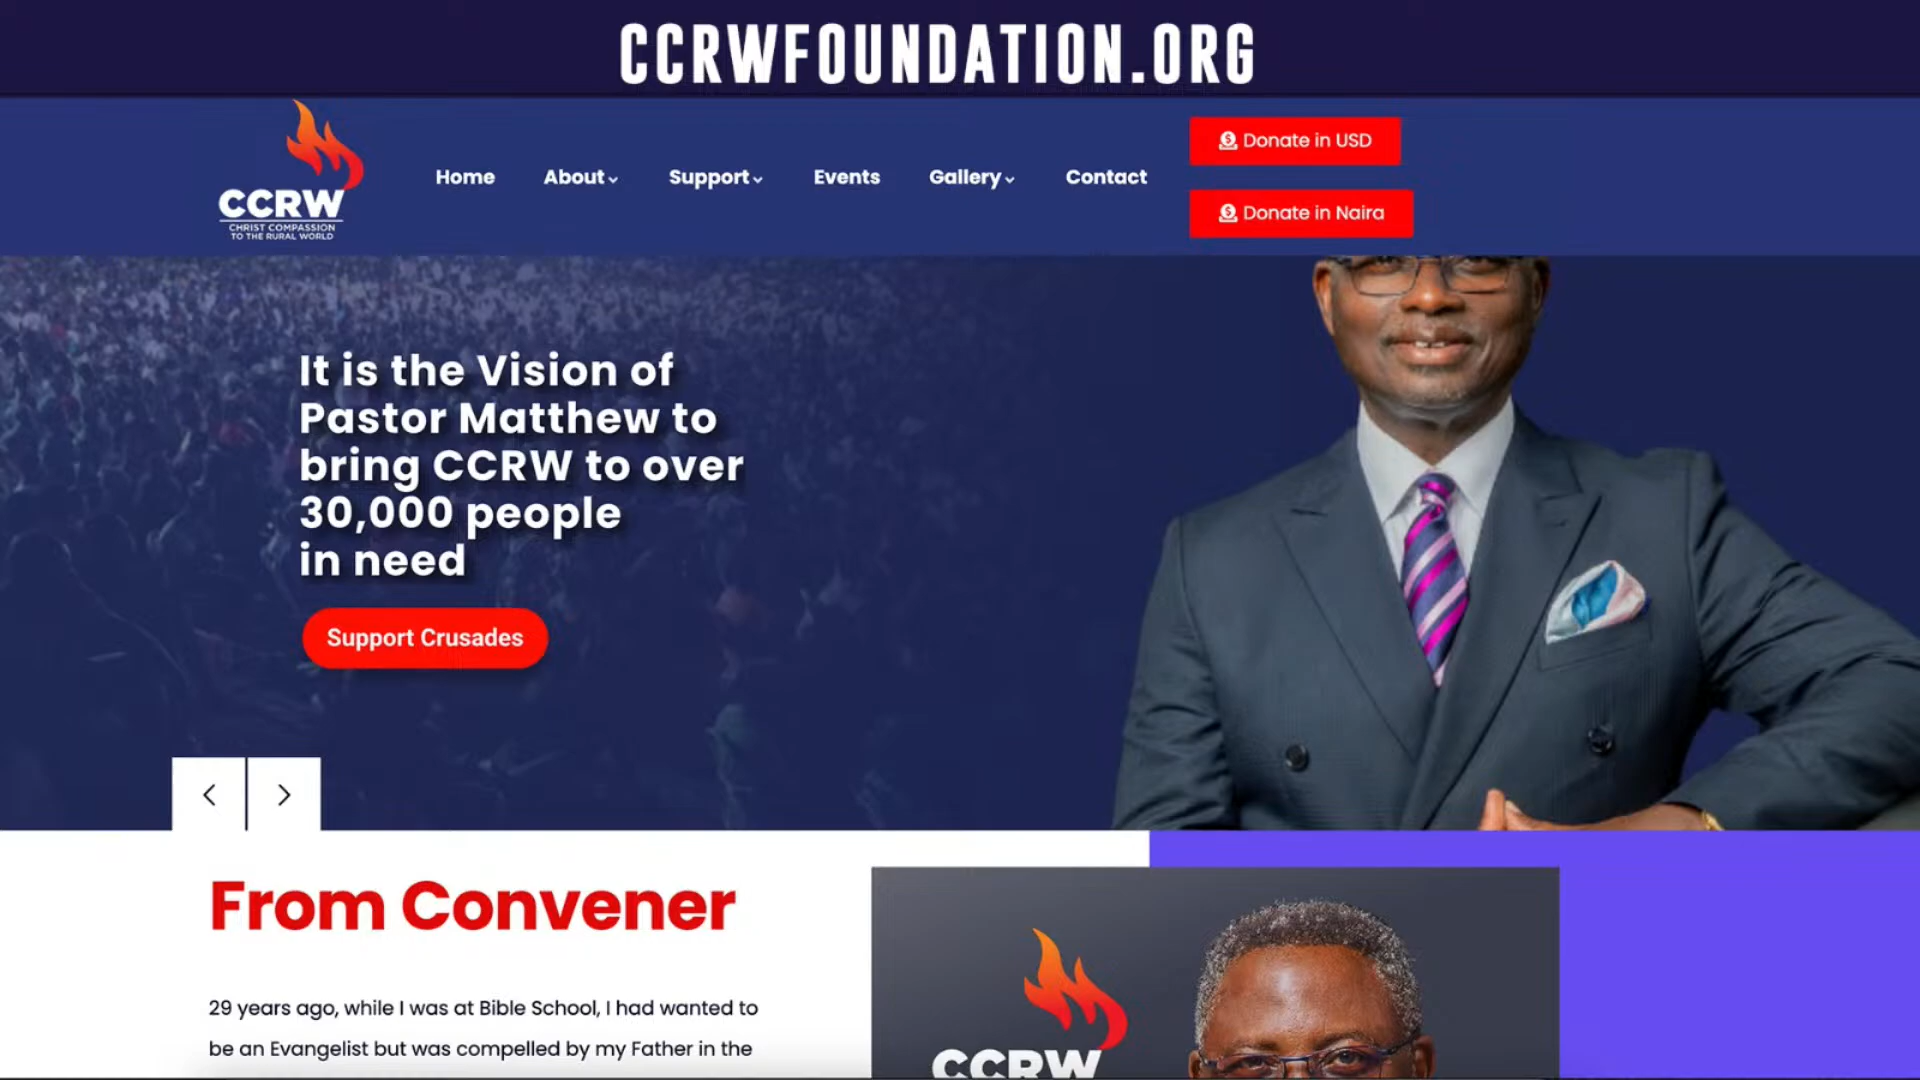 CCRWFOUNDATION.ORG
CCRW
CHRIST COMPASSION
TO THE RURAL WORLD
Home
About
Support
Events
Gallery
Contact
Donate in USD
Donate in Naira
It is the Vision of
Pastor Matthew to
bring CCRW to over
30,000 people
in need
Support Crusades
From Convener
29 years ago, while I was at Bible School, I had wanted to
be an Evangelist but was compelled by my Father in the
CCRW